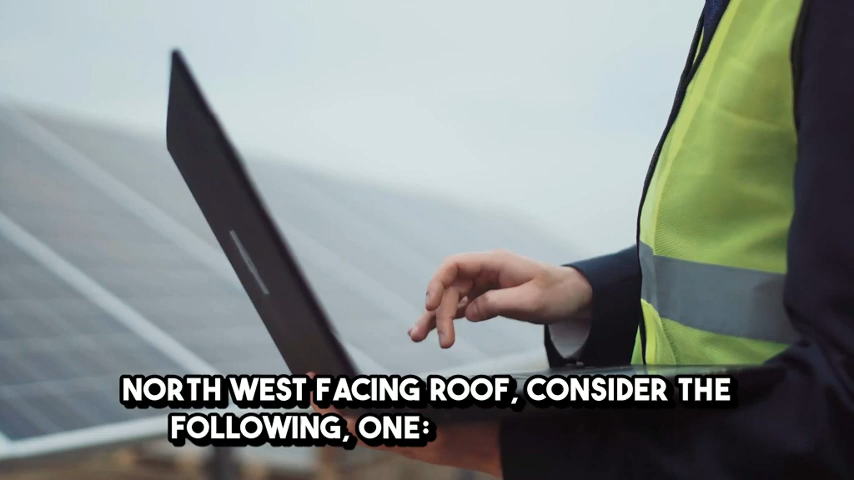 NORTH WEST FACING ROOF, CONSIDER THE
FOLLOWING, ONE: